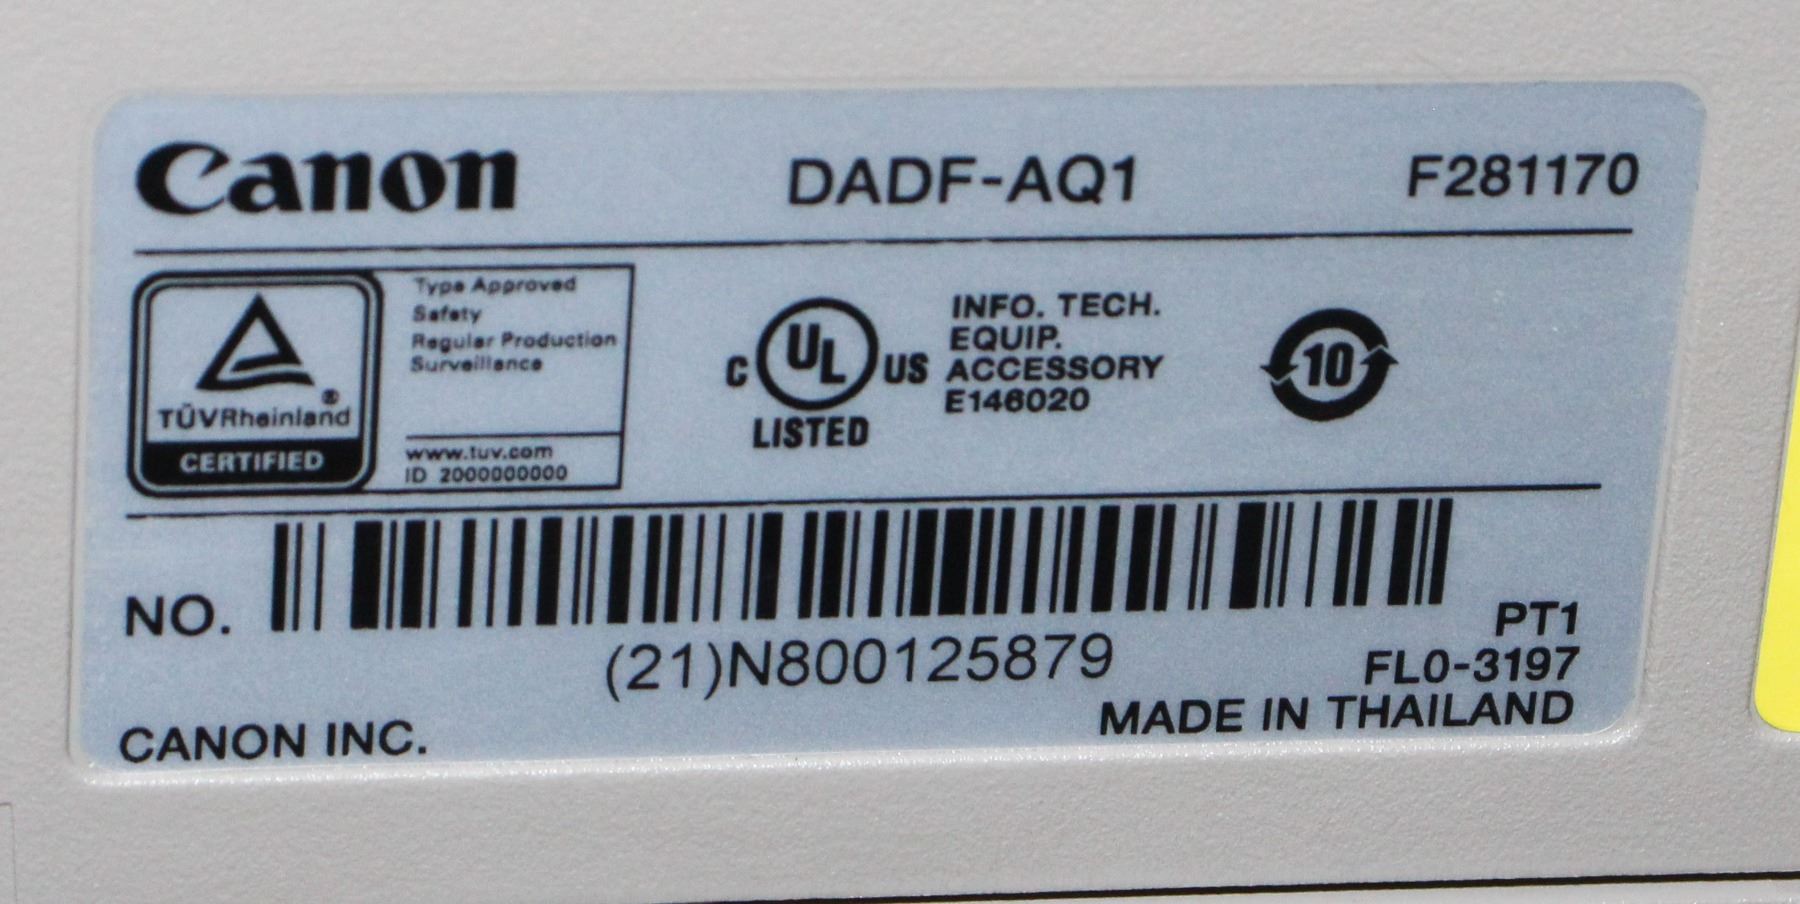 Canon DADF-AQ1 F281170
Type Approved
Safety
Regular Production
Surveillance
®
TÜVRheinland
CERTIFIED
www.tuv.com
ID 2000000000
C UL US
LISTED
INFO. TECH.
EQUIP.
ACCESSORY
E146020
10
NO.
(21)N800125879
PT1
FL0-3197
CANON INC.
MADE IN THAILAND